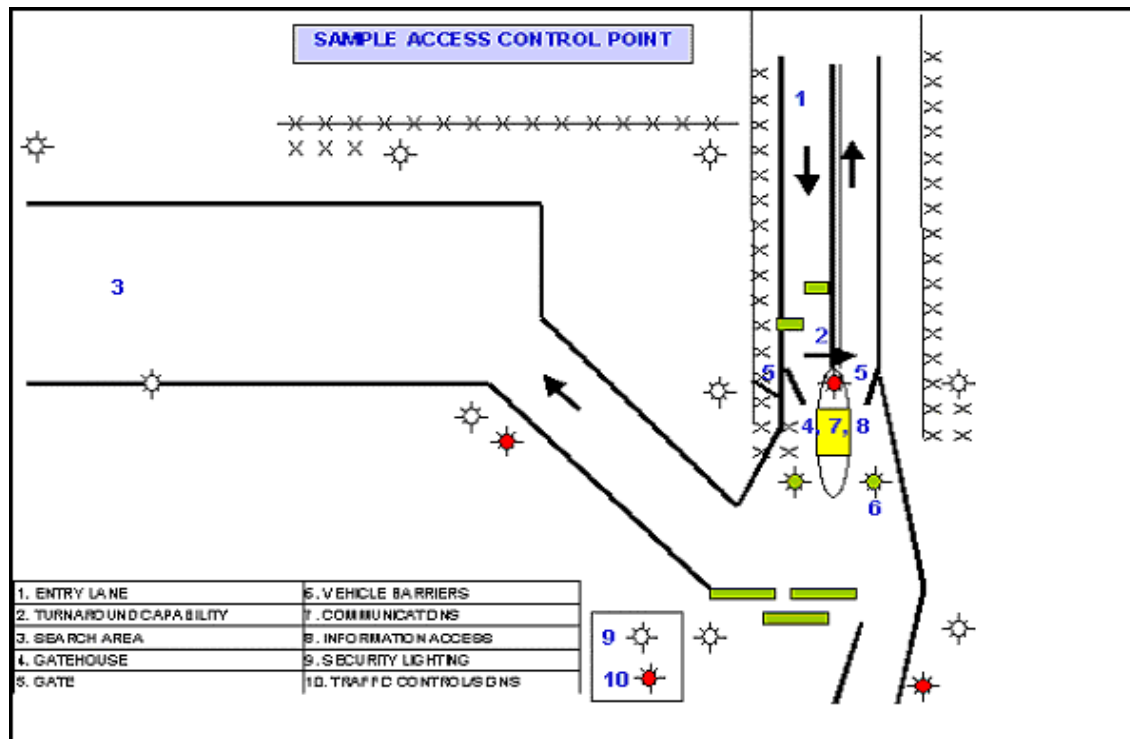 SAMPLE ACCESS CONTROL POINT
1
3
2
5
5
4, 7, 8
6
1. ENTRY LANE
2. TURNAROUND CAPABILITY
3. SEARCH AREA
4. GATEHOUSE
5. GATE
6. VEHICLE BARRIERS
7. COMMUNICATIONS
8. INFORMATION ACCESS
9. SECURITY LIGHTING
10. TRAFFIC CONTROL/SIGNS
9
10